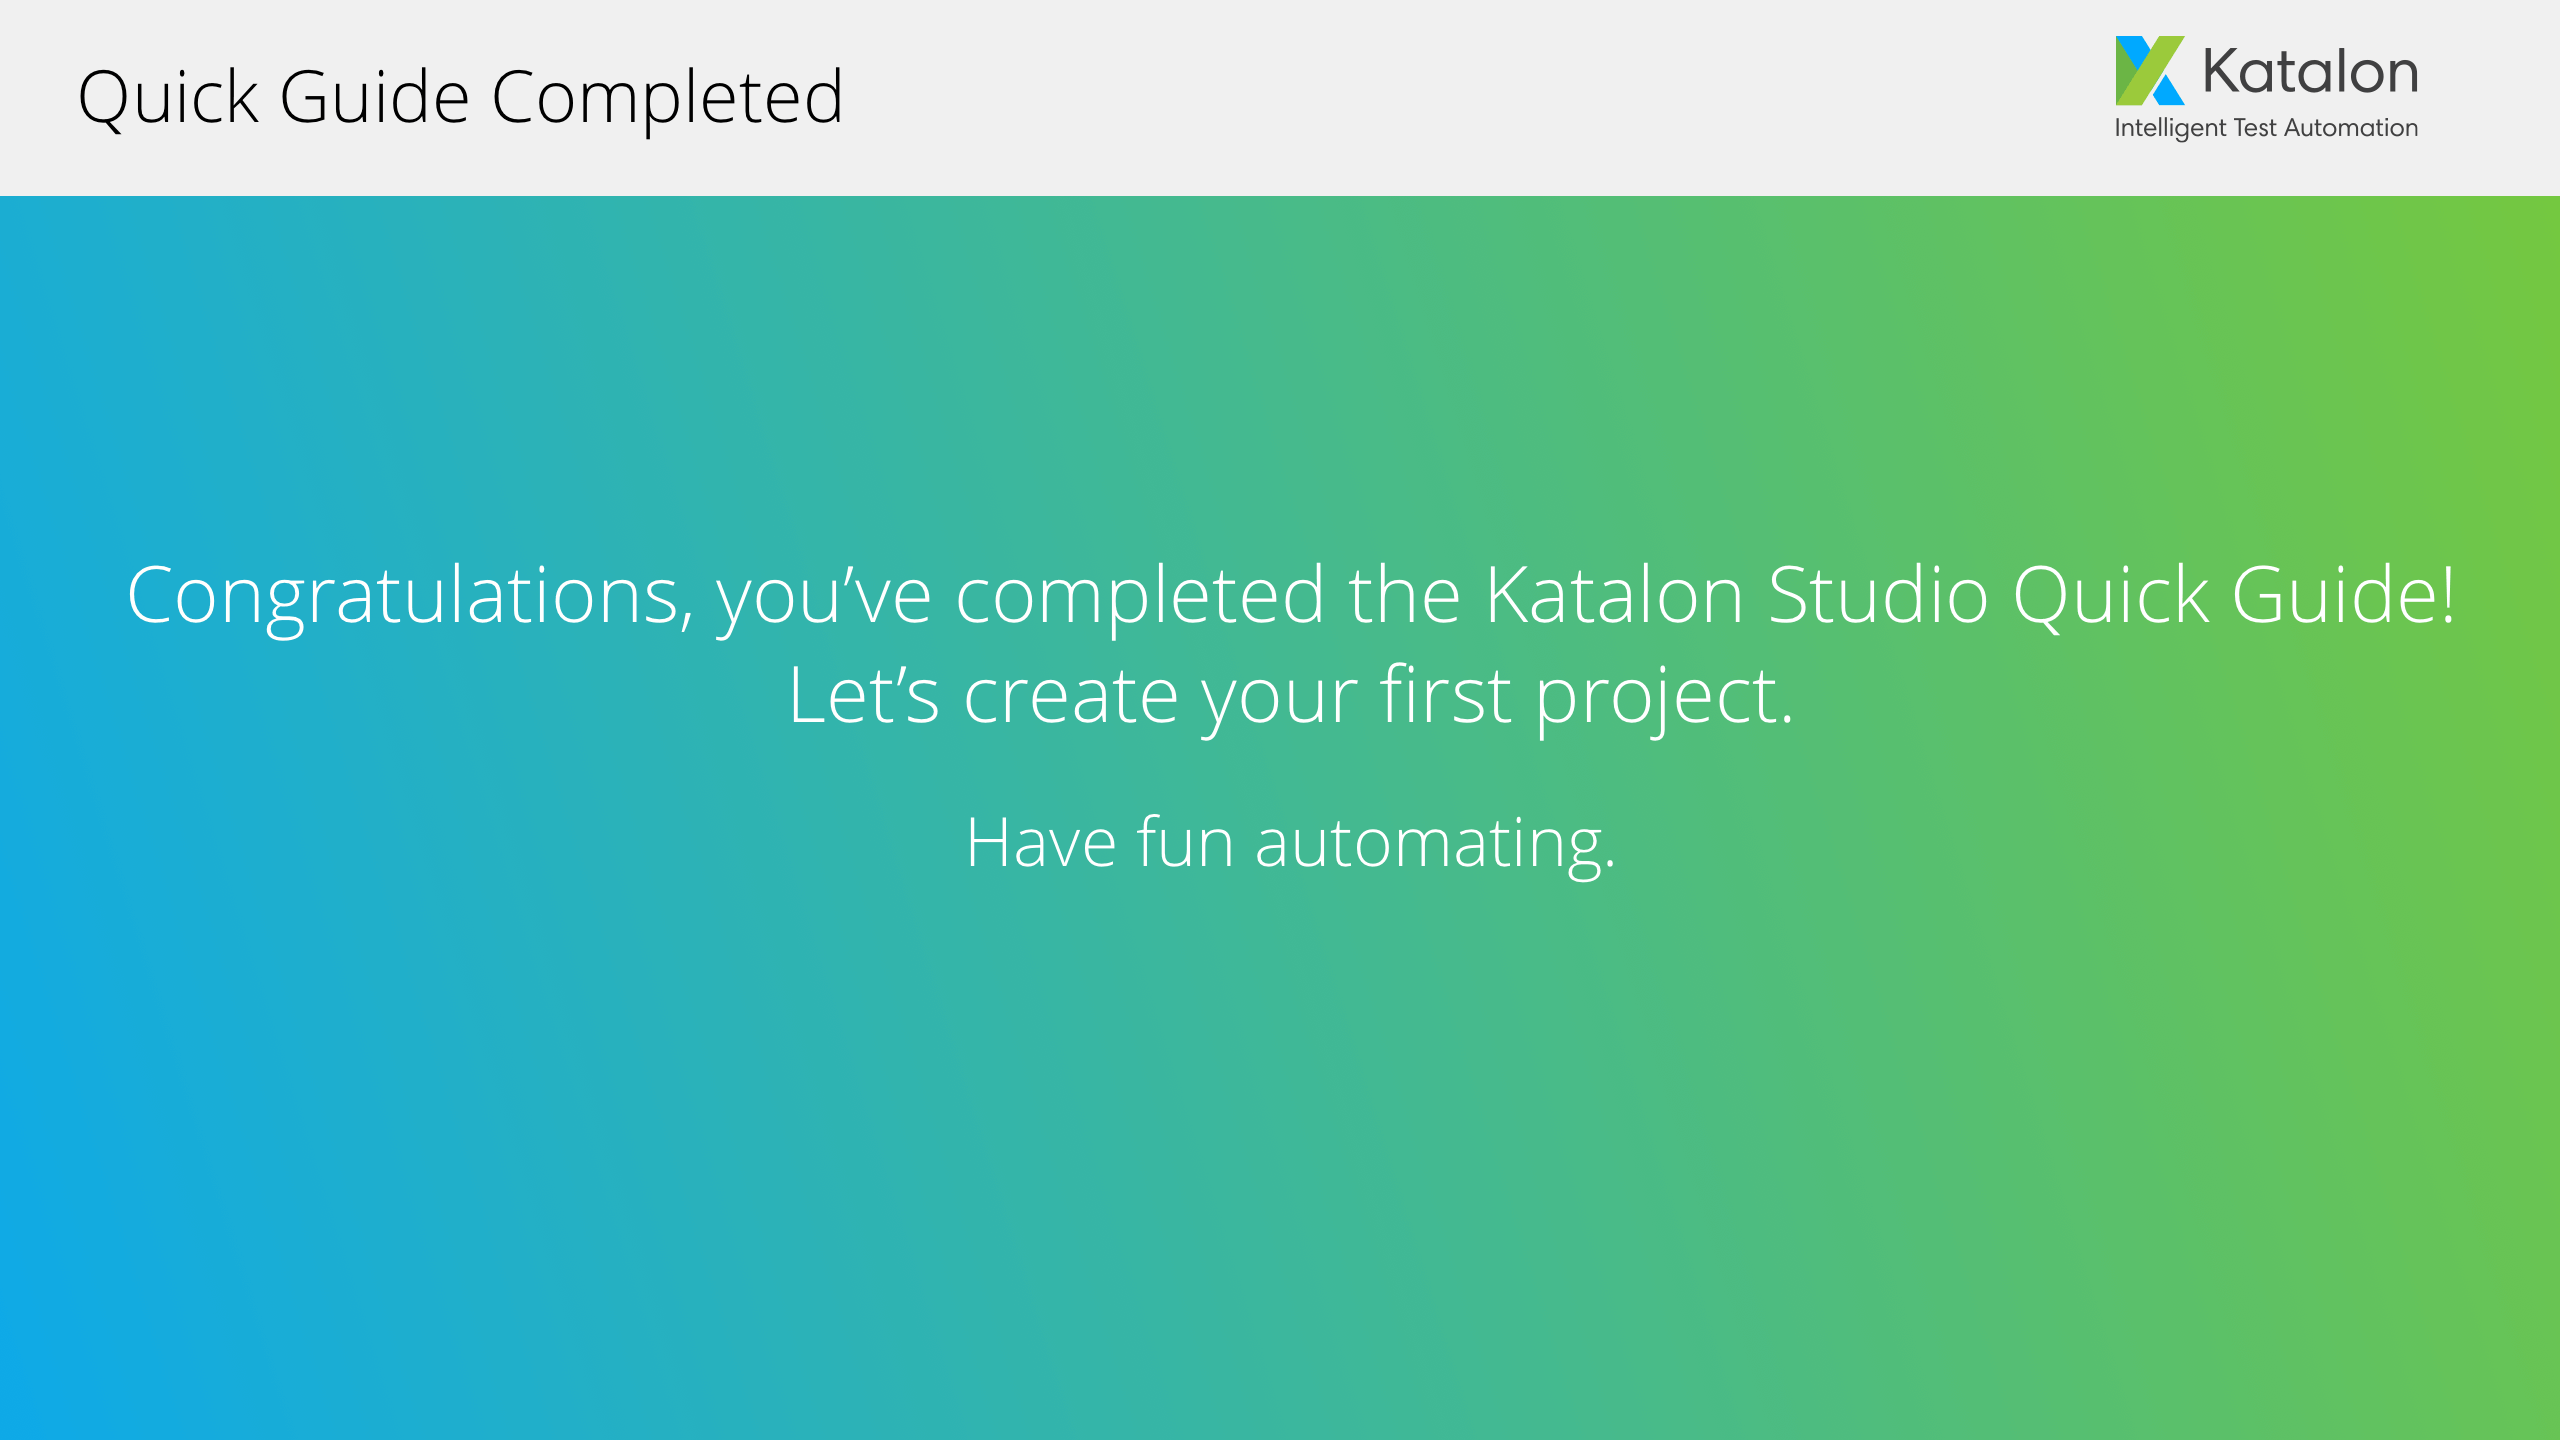 Quick Guide Completed
Katalon
Intelligent Test Automation
Congratulations, you’ve completed the Katalon Studio Quick Guide!
Let’s create your first project.
Have fun automating.